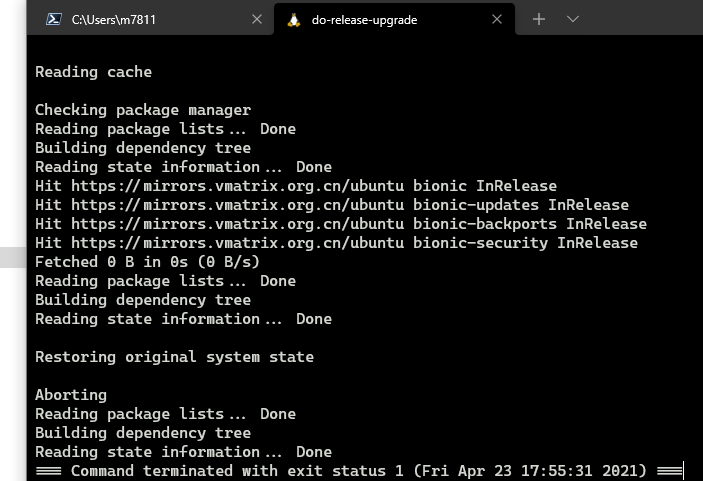 C:\Users\m7811
do-release-upgrade
Reading cache
Checking package manager
Reading package lists... Done
Building dependency tree
Reading state information... Done
Hit https://mirrors.vmatrix.org.cn/ubuntu bionic InRelease
Hit https://mirrors.vmatrix.org.cn/ubuntu bionic-updates InRelease
Hit https://mirrors.vmatrix.org.cn/ubuntu bionic-backports InRelease
Hit https://mirrors.vmatrix.org.cn/ubuntu bionic-security InRelease
Fetched 0 B in 0s (0 B/s)
Reading package lists... Done
Building dependency tree
Reading state information... Done
Restoring original system state
Aborting
Reading package lists... Done
Building dependency tree
Reading state information... Done
=== Command terminated with exit status 1 (Fri Apr 23 17:55:31 2021) ===